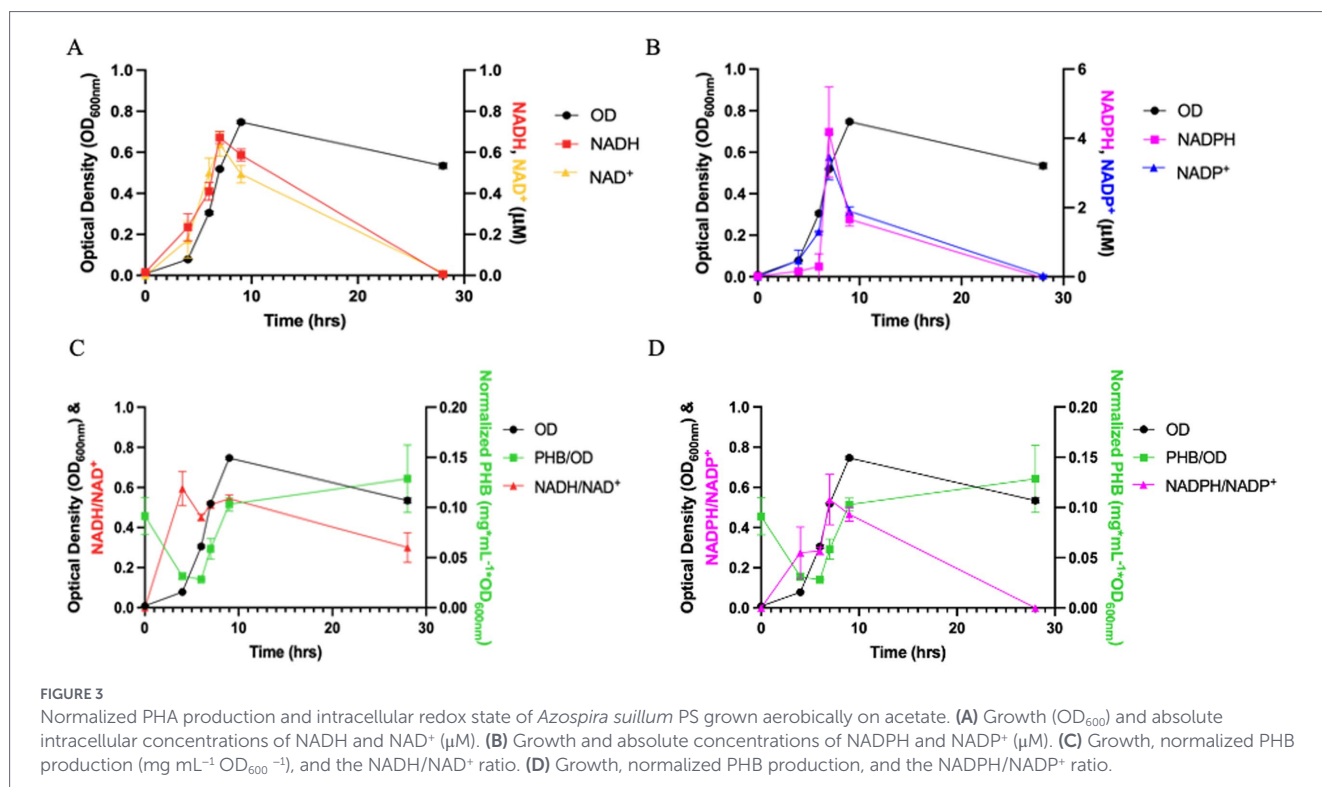 A
1.0
0.8
0.6
0.4
0.2
0.0
Optical Density (OD600nm)
0
10
20
30
Time (hrs)
1.0
0.8
0.6
0.4
0.2
0.0
NADH, NAD+ (μM)
OD
NADH
NAD+
B
1.0
0.8
0.6
0.4
0.2
0.0
Optical Density (OD600nm)
0
10
20
30
Time (hrs)
6
4
2
0
NADPH, NADP+ (μM)
OD
NADPH
NADP+
C
1.0
0.8
0.6
0.4
0.2
0.0
Optical Density (OD600nm) &
NADH/NAD+
0
10
20
30
Time (hrs)
0.20
0.15
0.10
0.05
0.00
Normalized PHB
(mg*mL-1*OD600nm)
OD
PHB/OD
NADH/NAD+
D
1.0
0.8
0.6
0.4
0.2
0.0
Optical Density (OD600nm) &
NADPH/NADP+
0
10
20
30
Time (hrs)
0.20
0.15
0.10
0.05
0.00
Normalized PHB
(mg*mL-1*OD600nm)
OD
PHB/OD
NADPH/NADP+
FIGURE 3
Normalized PHA production and intracellular redox state of Azospira suillum PS grown aerobically on acetate. (A) Growth (OD600) and absolute
intracellular concentrations of NADH and NAD+ (μM). (B) Growth and absolute concentrations of NADPH and NADP+ (μM). (C) Growth, normalized PHB
production (mg mL−1 OD600 −1), and the NADH/NAD+ ratio. (D) Growth, normalized PHB production, and the NADPH/NADP+ ratio.